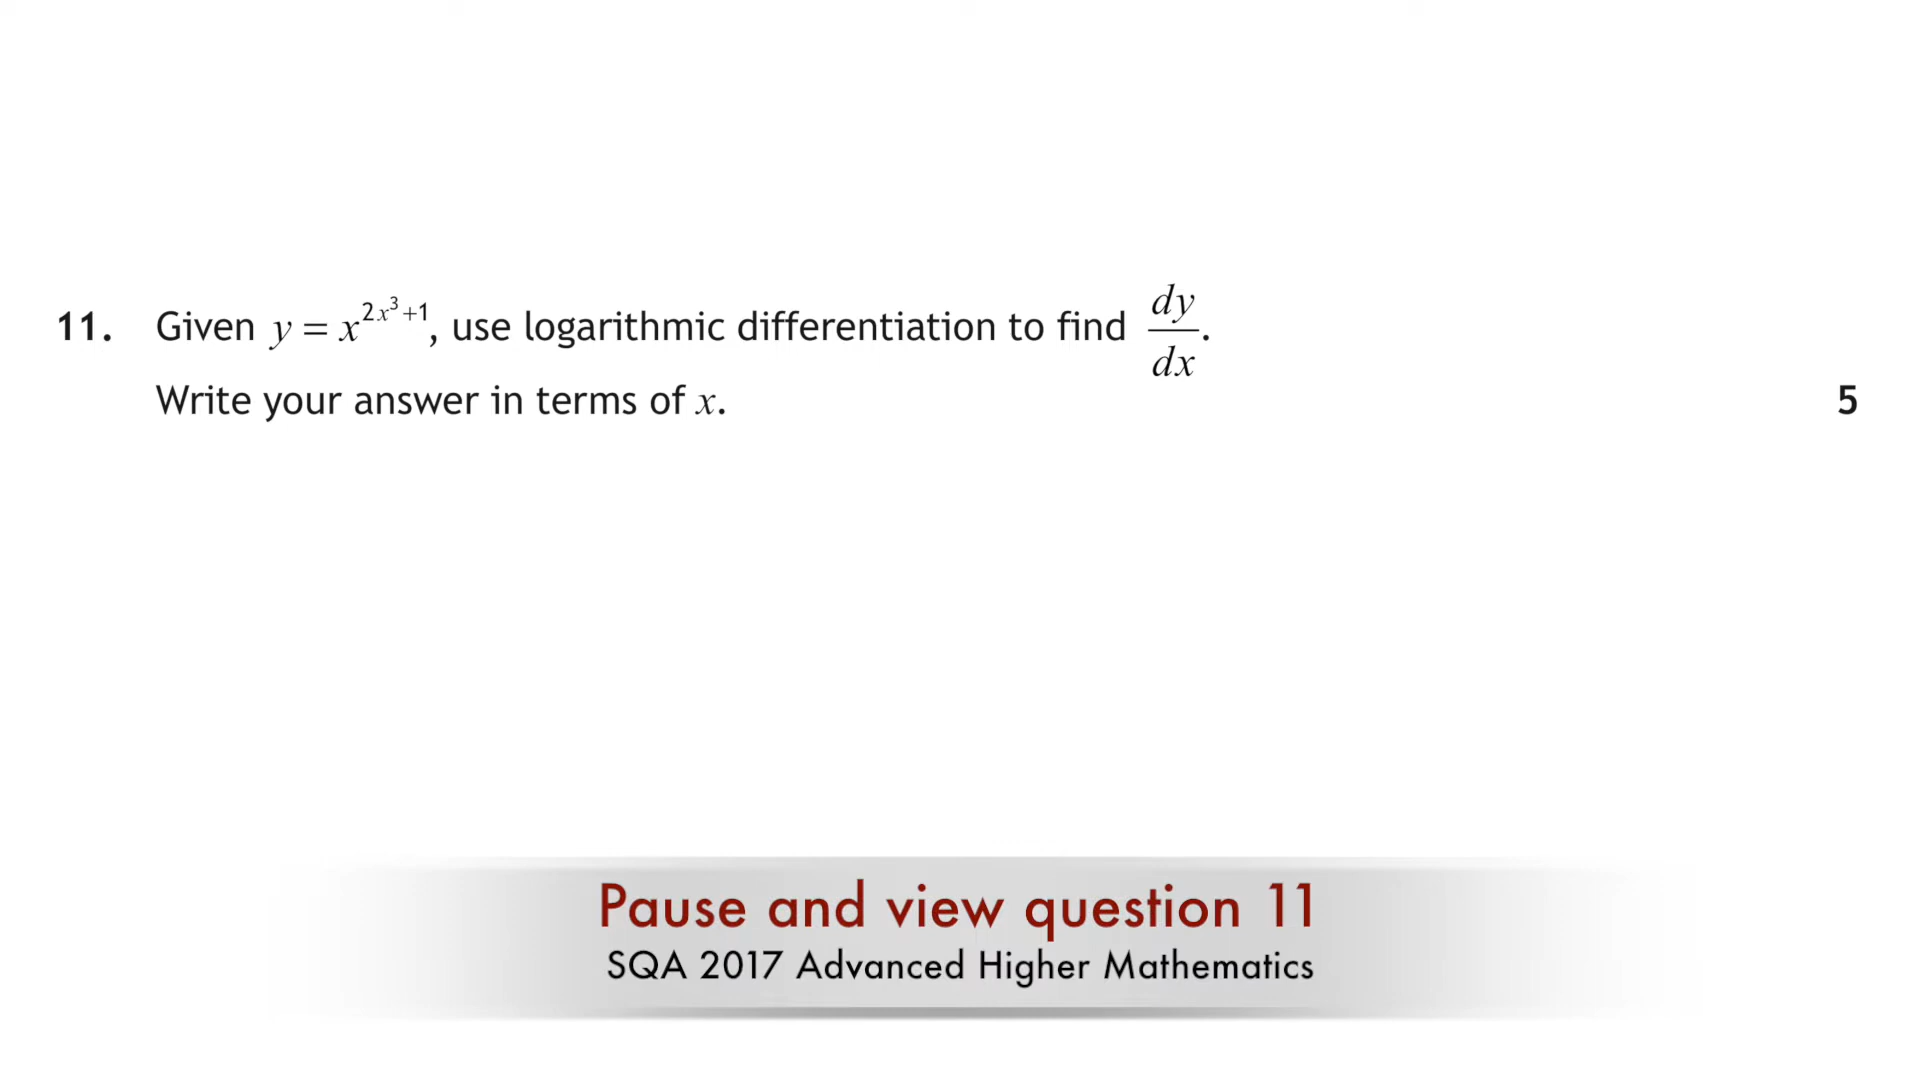 11. Given y = x^{2x^3+1}, use logarithmic differentiation to find dy/dx.
Write your answer in terms of x. 5
Pause and view question 11
SQA 2017 Advanced Higher Mathematics